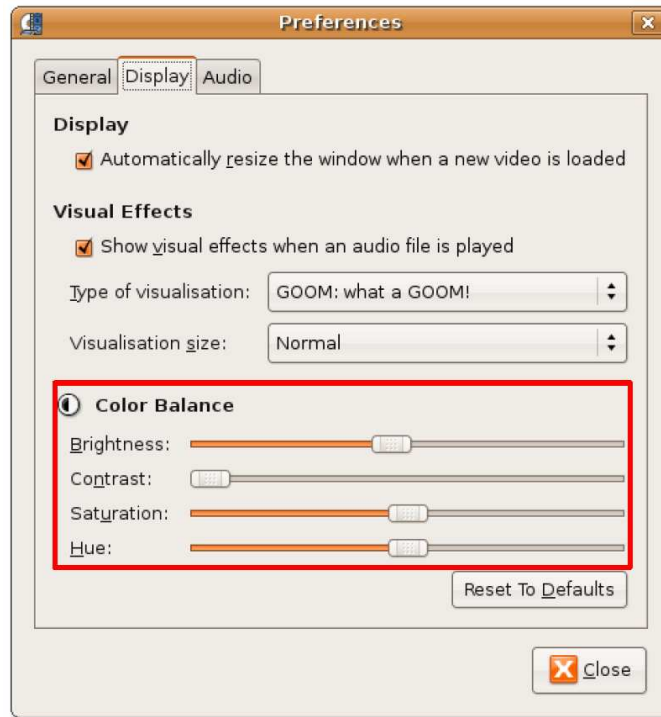 Preferences
General Display Audio
Display
Automatically resize the window when a new video is loaded
Visual Effects
Show visual effects when an audio file is played
Type of visualisation: GOOM: what a GOOM!
Visualisation size: Normal
Color Balance
Brightness:
Contrast:
Saturation:
Hue:
Reset To Defaults
Close